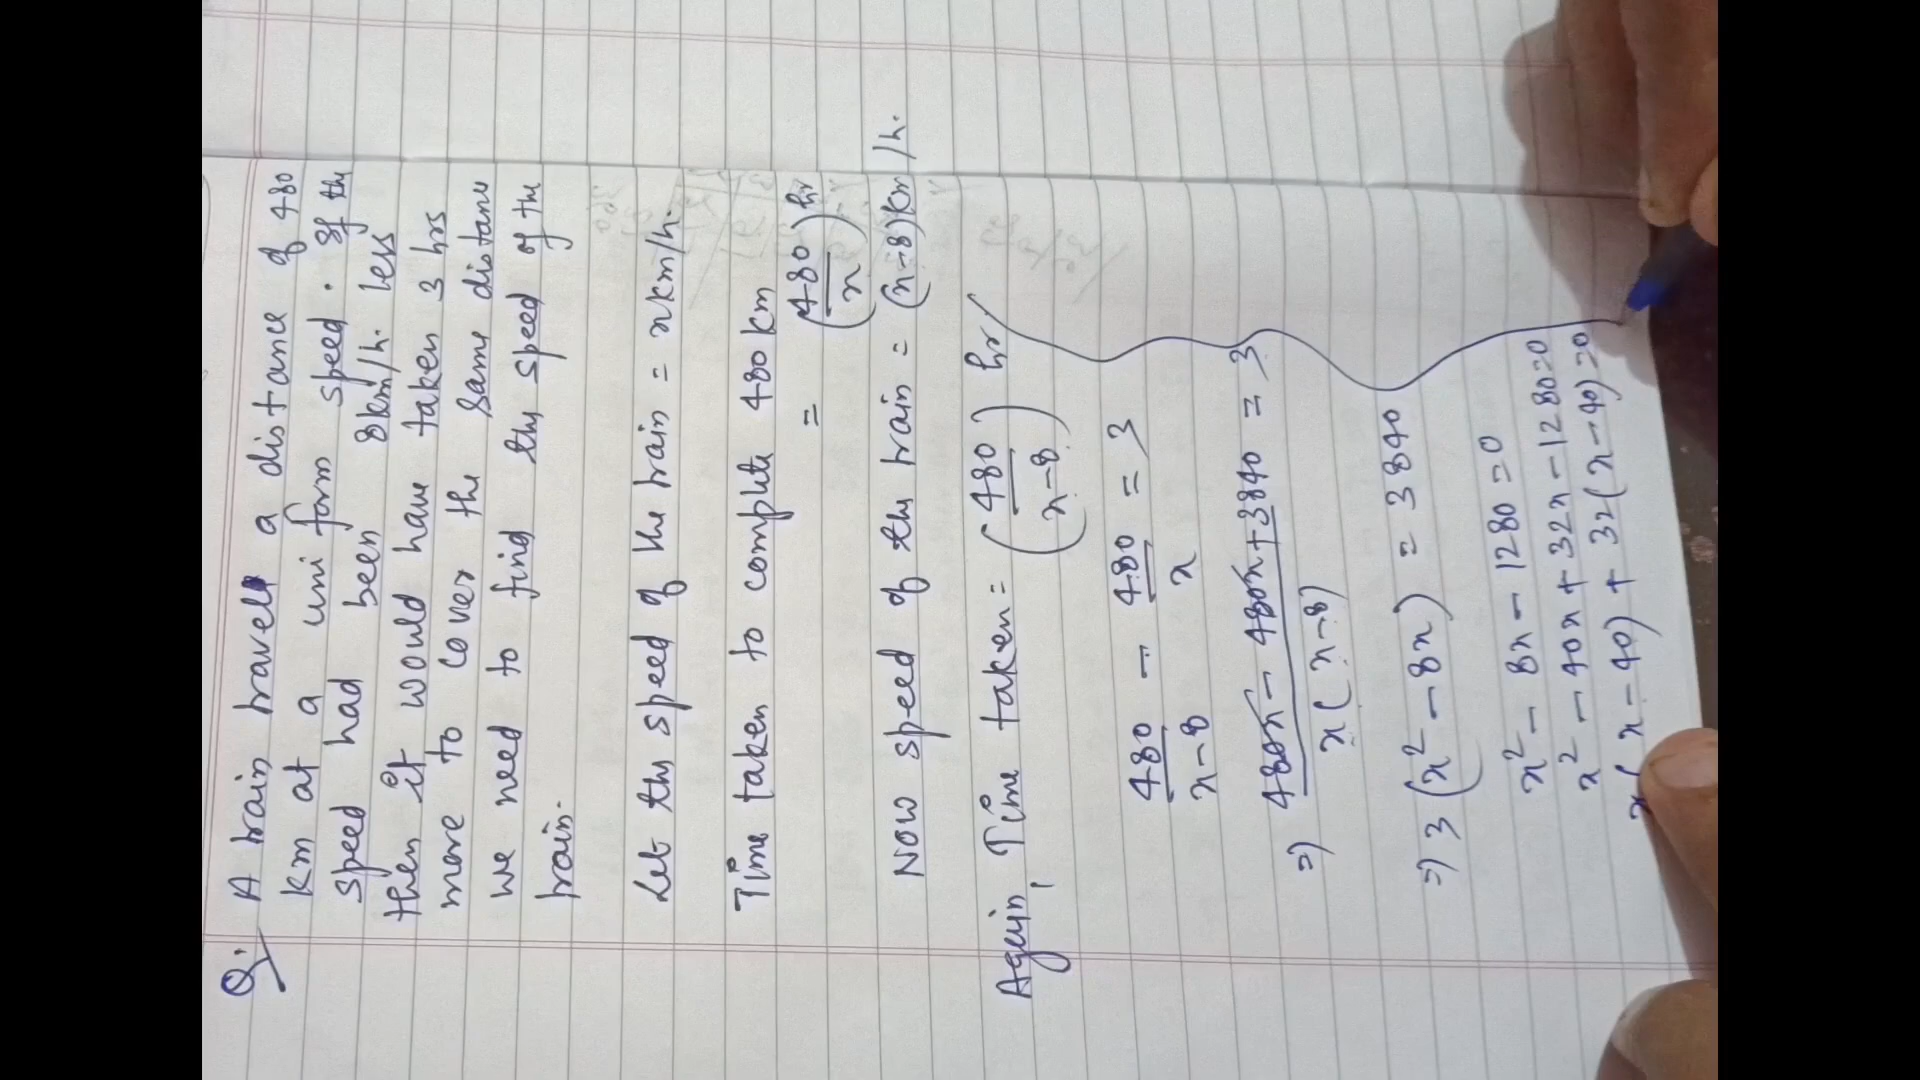 Q. A train travels a distance of 480
km at a uniform speed. If the
speed had been 8km/h. less
then it would have taken 3 hrs
more to cover the same distance
we need to find the speed of the
train.
Let the speed of the train = x km/h.
Time taken to complete 480 km
= (480/x) hr
Now speed of the train = (x-8) km/h.
Again, Time taken = (480/x-8) hr
480/x-8 - 480/x = 3
=) 480x - 480x + 3840/x(x-8) = 3
=) 3(x² - 8x) = 3840
x² - 8x - 1280 = 0
x² - 40x + 32x - 1280 = 0
x(x-40) + 32(x-40) = 0